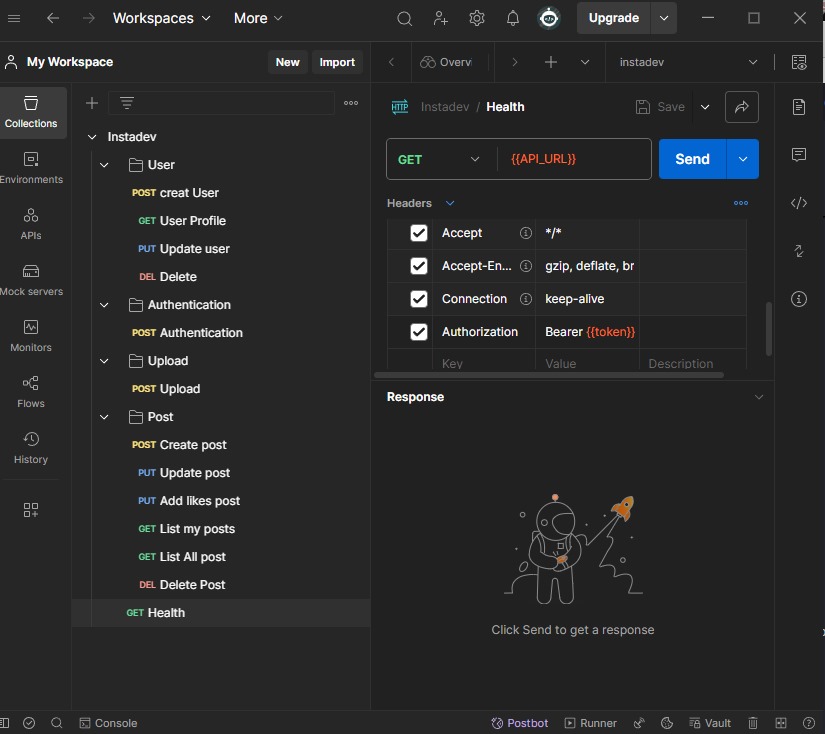 Workspaces More Upgrade
My Workspace New Import Overvi instadev
Collections
Environments
APIs
Mock servers
Monitors
Flows
History
Instadev
User
POST creat User
GET User Profile
PUT Update user
DEL Delete
Authentication
POST Authentication
Upload
POST Upload
Post
POST Create post
PUT Update post
PUT Add likes post
GET List my posts
GET List All post
DEL Delete Post
GET Health
HTTP Instadev / Health Save
GET {{API_URL}} Send
Headers
Accept */*
Accept-En... gzip, deflate, br
Connection keep-alive
Authorization Bearer {{token}}
Key Value Description
Response
Click Send to get a response
Console Postbot Runner Vault